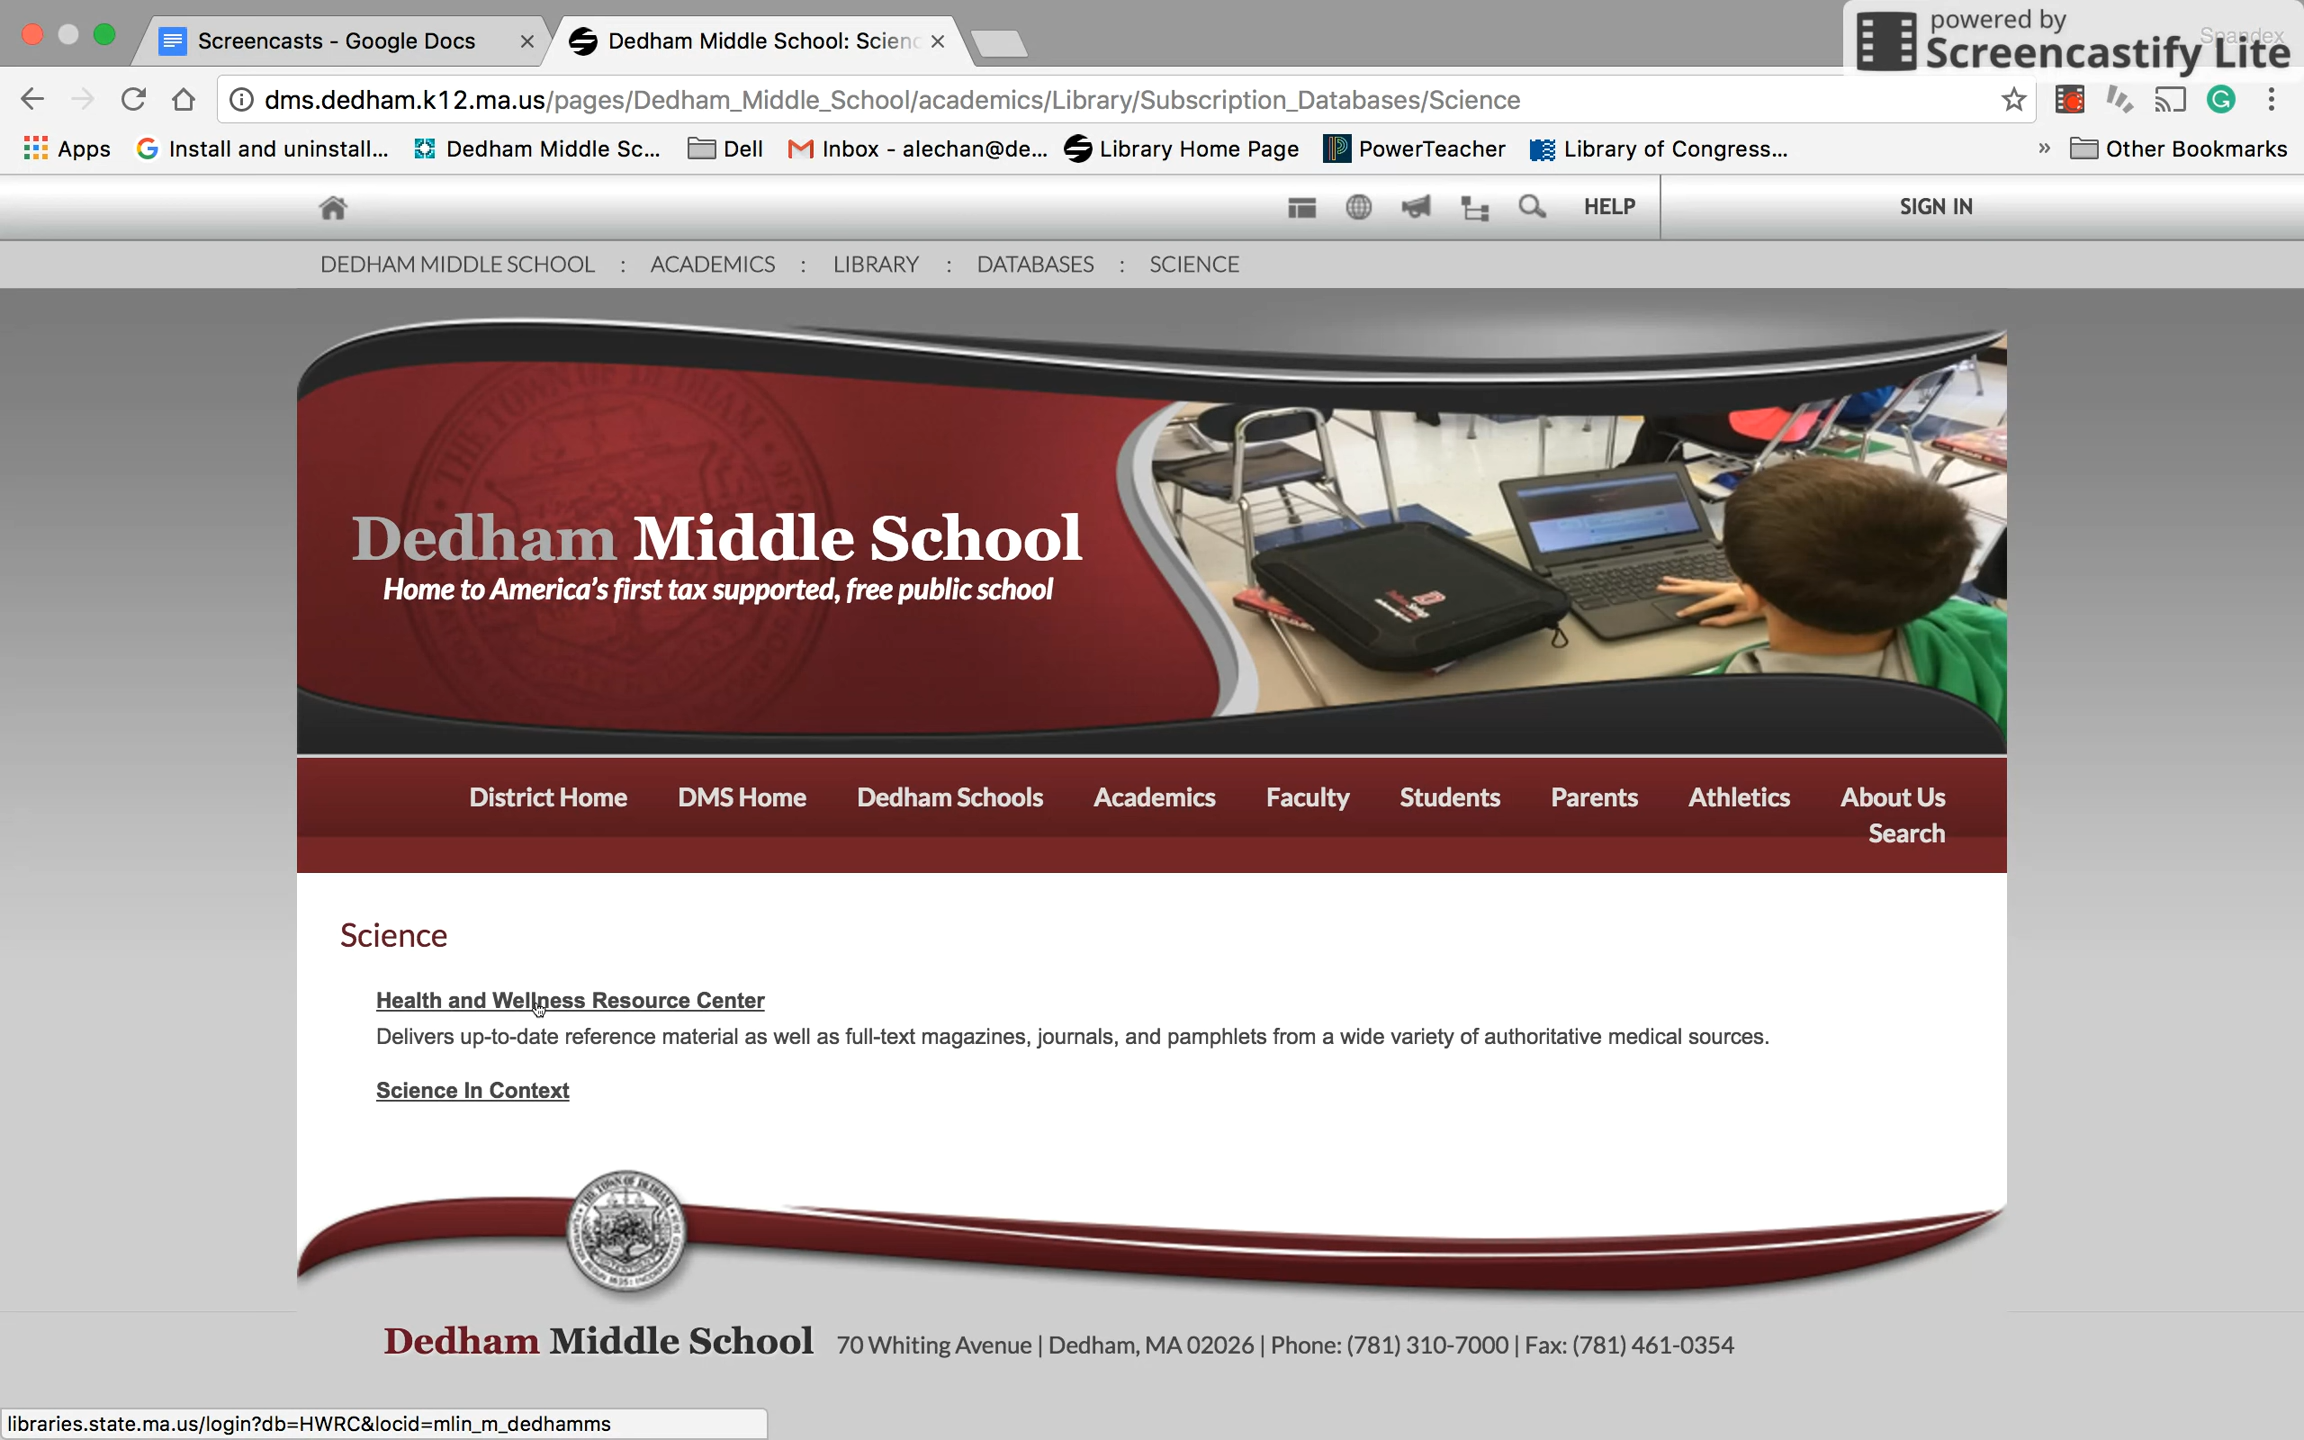 Screencasts - Google Docs
Dedham Middle School: Scienc
powered by
Screencastify Lite
Spandex
dms.dedham.k12.ma.us/pages/Dedham_Middle_School/academics/Library/Subscription_Databases/Science
Apps Install and uninstall... Dedham Middle Sc... Dell Inbox - alechan@de... Library Home Page PowerTeacher Library of Congress... » Other Bookmarks
HELP SIGN IN
DEDHAM MIDDLE SCHOOL : ACADEMICS : LIBRARY : DATABASES : SCIENCE
Dedham Middle School
Home to America's first tax supported, free public school
District Home DMS Home Dedham Schools Academics Faculty Students Parents Athletics About Us
Search
Science
Health and Wellness Resource Center
Delivers up-to-date reference material as well as full-text magazines, journals, and pamphlets from a wide variety of authoritative medical sources.
Science In Context
THE TOWN OF DEDHAM
Dedham Middle School 70 Whiting Avenue | Dedham, MA 02026 | Phone: (781) 310-7000 | Fax: (781) 461-0354
libraries.state.ma.us/login?db=HWRC&locid=mlin_m_dedhamms